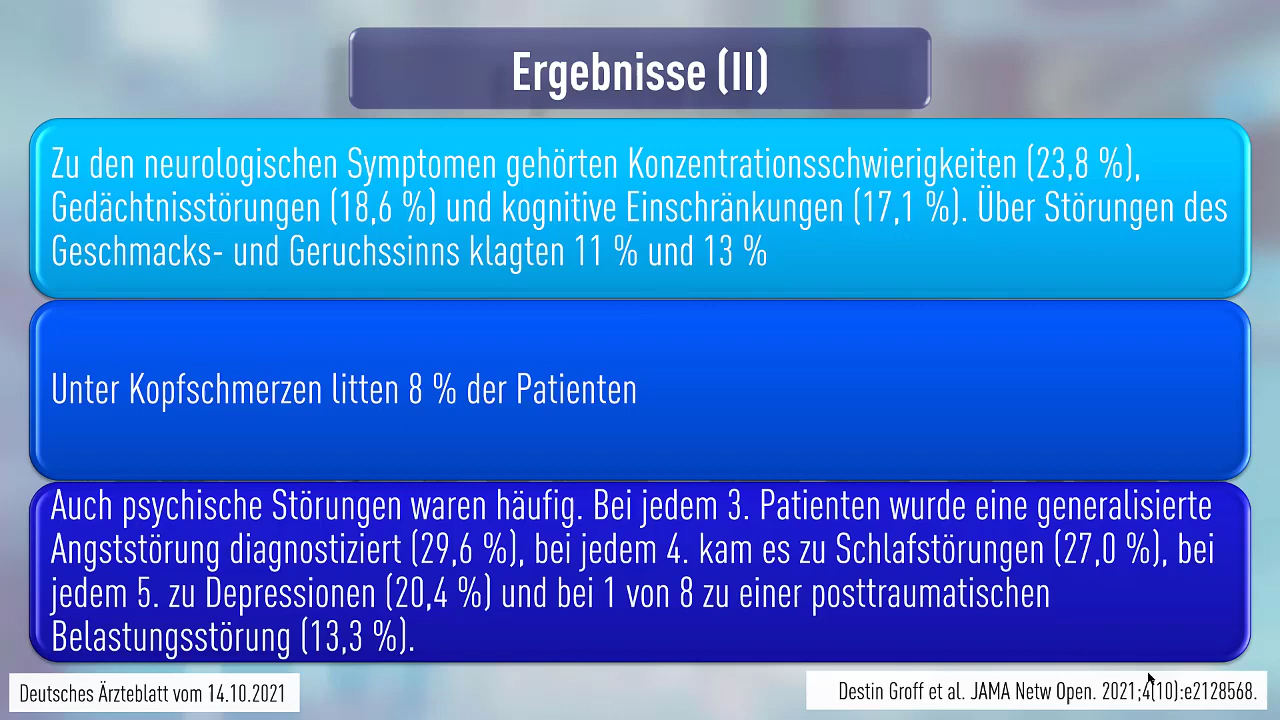 Ergebnisse (II)
Zu den neurologischen Symptomen gehörten Konzentrationsschwierigkeiten (23,8 %),
Gedächtnisstörungen (18,6 %) und kognitive Einschränkungen (17,1 %). Über Störungen des
Geschmacks- und Geruchssinns klagten 11 % und 13 %
Unter Kopfschmerzen litten 8 % der Patienten
Auch psychische Störungen waren häufig. Bei jedem 3. Patienten wurde eine generalisierte
Angststörung diagnostiziert (29,6 %), bei jedem 4. kam es zu Schlafstörungen (27,0 %), bei
jedem 5. zu Depressionen (20,4 %) und bei 1 von 8 zu einer posttraumatischen
Belastungsstörung (13,3 %).
Deutsches Ärzteblatt vom 14.10.2021
Destin Groff et al. JAMA Netw Open. 2021;4(10):e2128568.